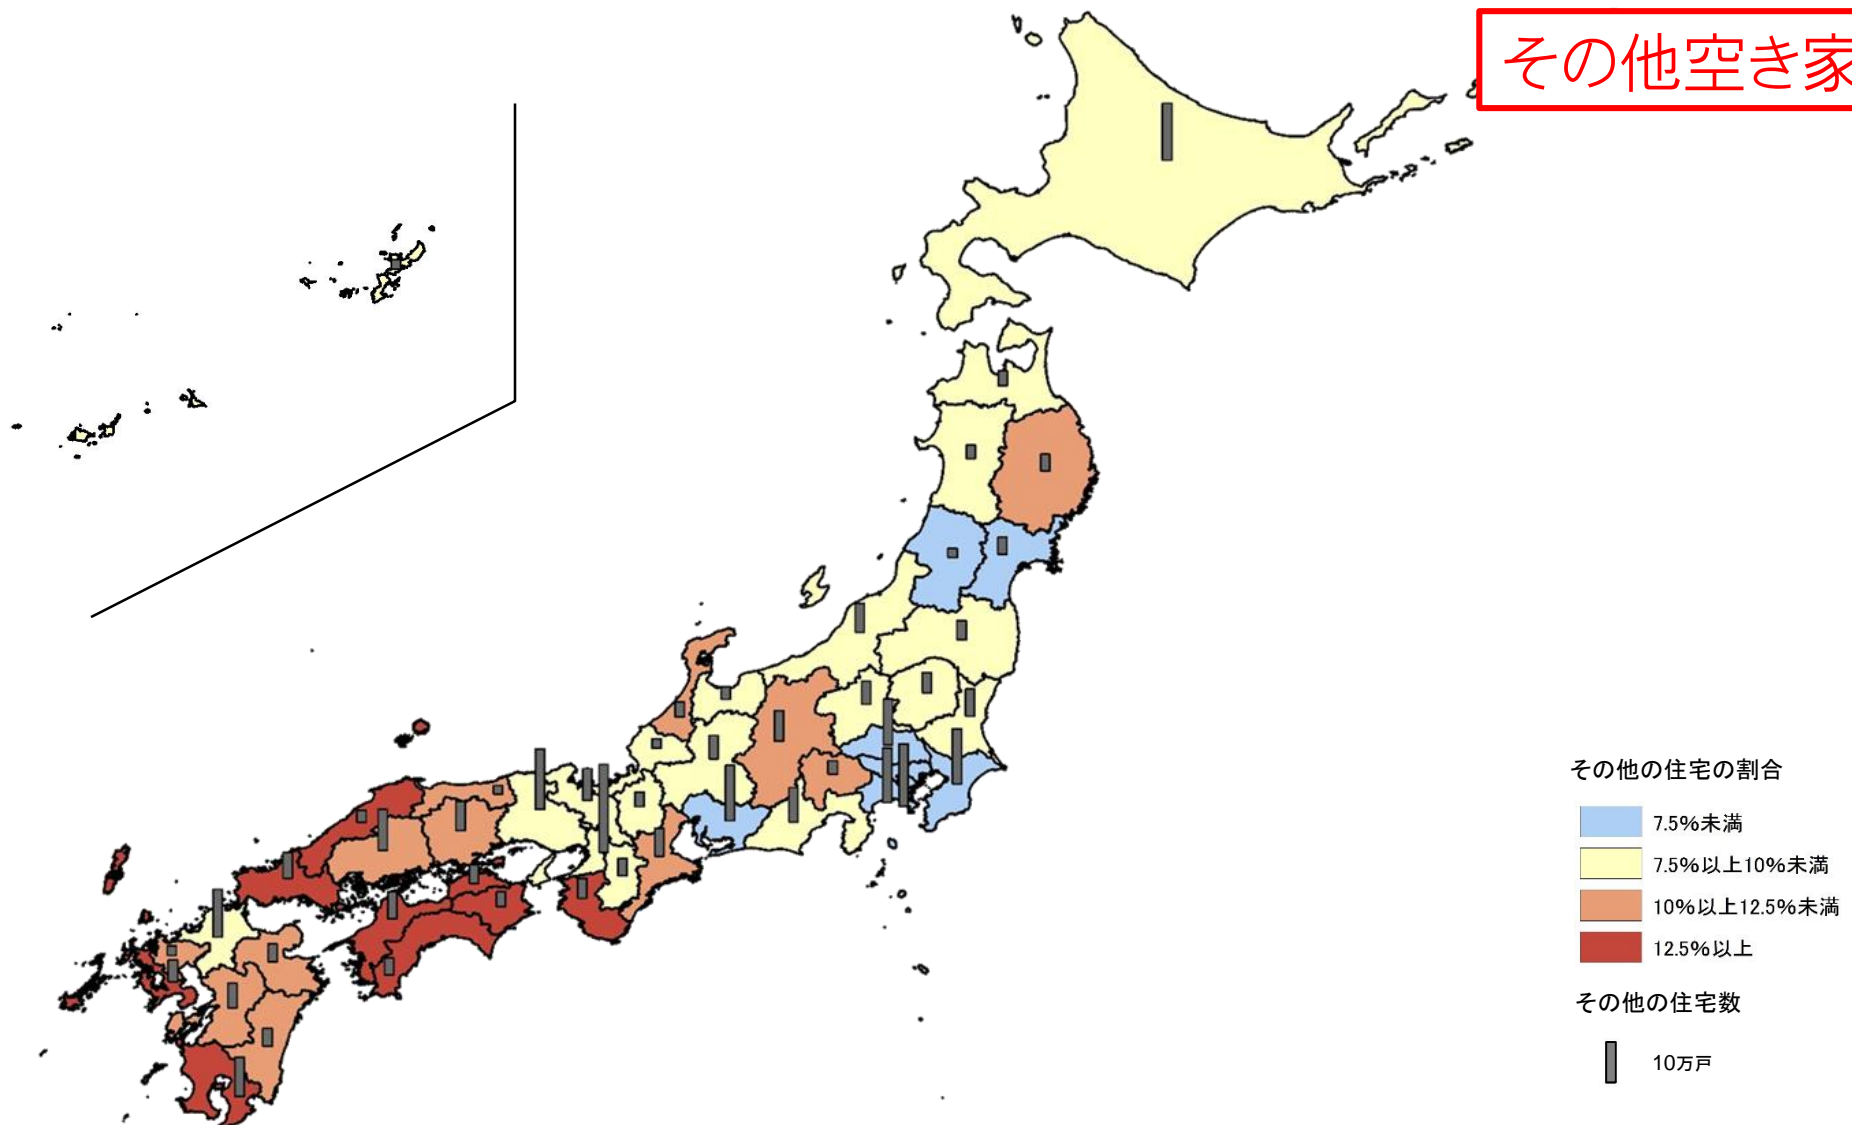 その他空き家
その他の住宅の割合
7.5%未満
7.5%以上10%未満
10%以上12.5%未満
12.5%以上
その他の住宅数
10万戸